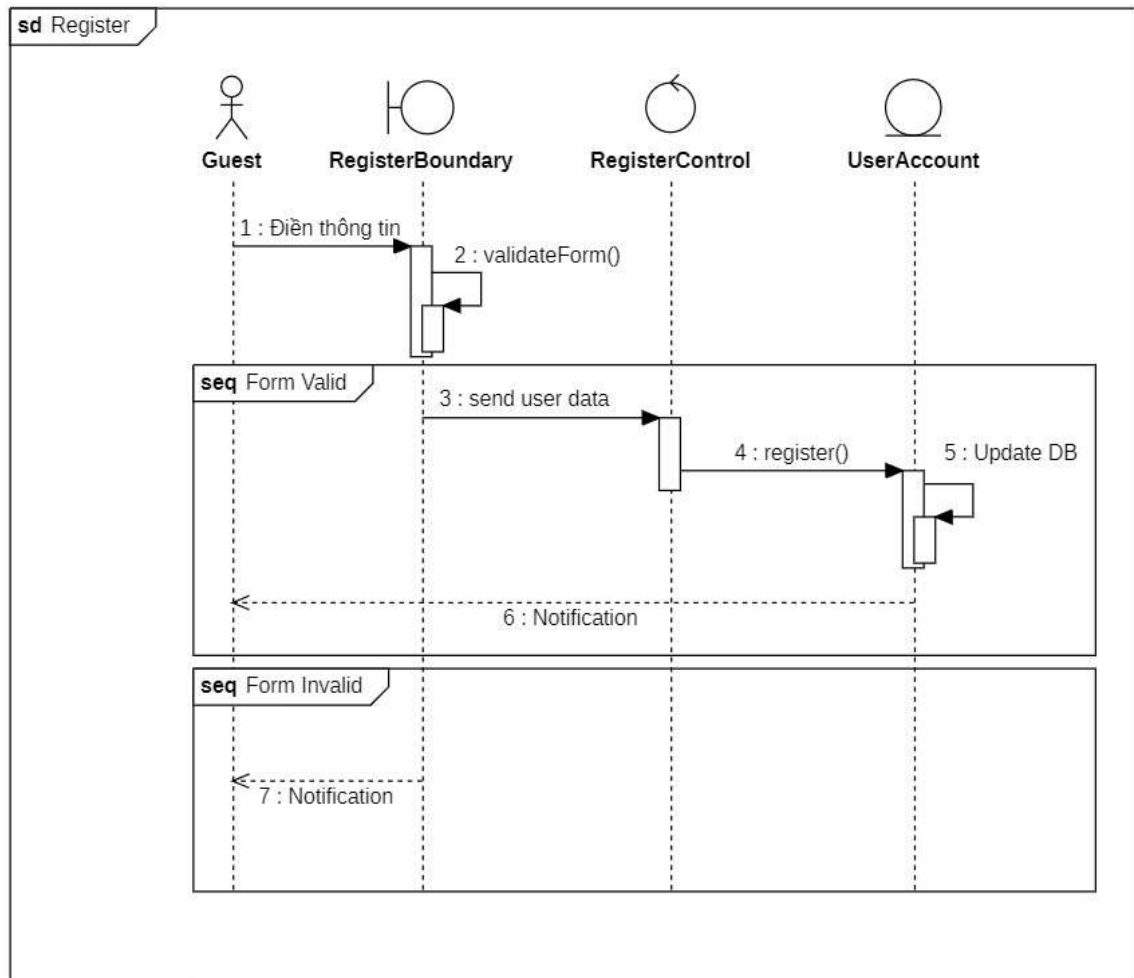 sd Register
Guest
RegisterBoundary
RegisterControl
UserAccount
1 : Điền thông tin
2 : validateForm()
seq Form Valid
3 : send user data
4 : register()
5 : Update DB
6 : Notification
seq Form Invalid
7 : Notification